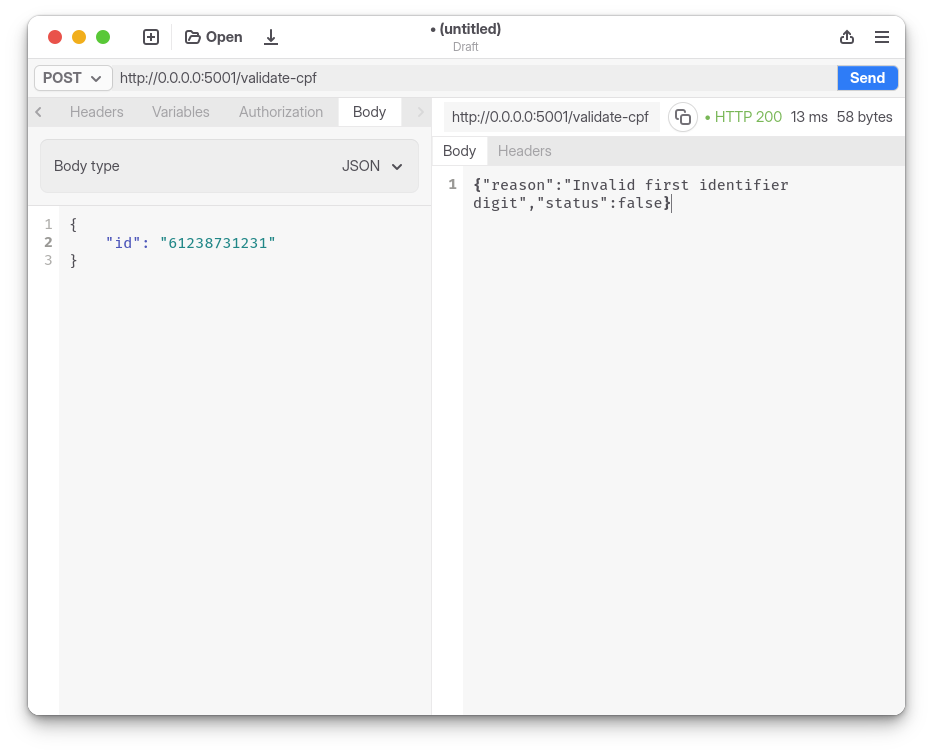 Open
• (untitled)
Draft
POST
http://0.0.0.0:5001/validate-cpf
Send
Headers
Variables
Authorization
Body
http://0.0.0.0:5001/validate-cpf
• HTTP 200
13 ms
58 bytes
Body type
JSON
Body
Headers
1 {
2 "id": "61238731231"
3 }
1 {"reason":"Invalid first identifier
digit","status":false}